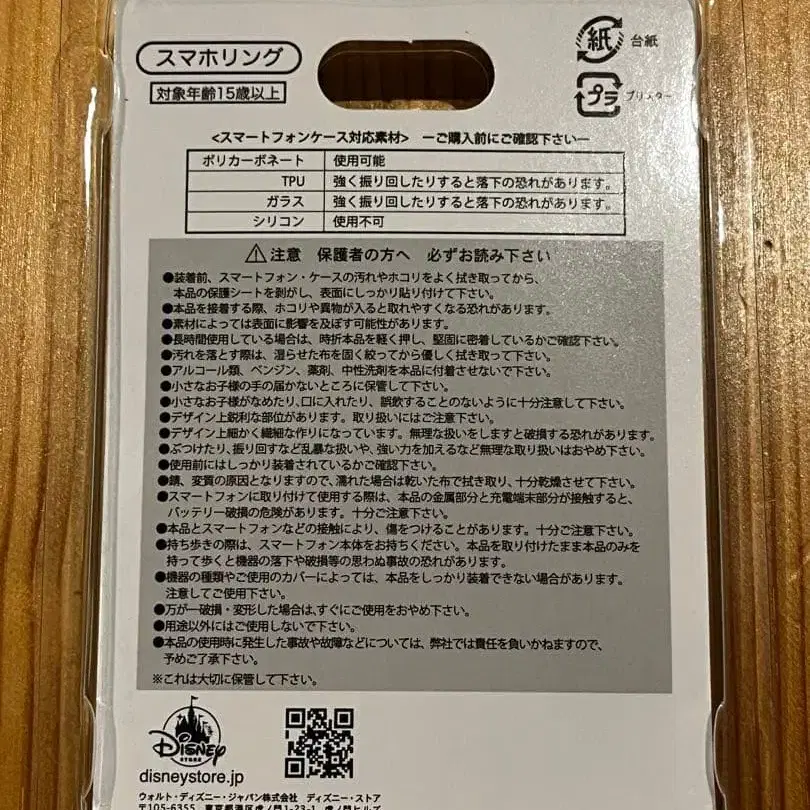 スマホリング
対象年齢15歳以上
紙
台紙
プラ
ブリスター
<スマートフォンケース対応素材> ーご購入前にご確認下さいー
ポリカーボネート 使用可能
TPU 強く振り回したりすると落下の恐れがあります。
ガラス 強く振り回したりすると落下の恐れがあります。
シリコン 使用不可
⚠注意 保護者の方へ 必ずお読み下さい
●装着前、スマートフォン・ケースの汚れやホコリをよく拭き取ってから、
本品の保護シートを剥がし、表面にしっかり貼り付けて下さい。
●本品を接着する際、ホコリや異物が入ると取れやすくなる恐れがあります。
●素材によっては表面に影響を及ぼす可能性があります。
●長時間使用している場合は、時折本品を軽く押し、堅固に密着しているかご確認下さい。
●汚れを落とす際は、湿らせた布を固く絞ってから優しく拭き取って下さい。
●アルコール類、ベンジン、薬剤、中性洗剤を本品に付着させないで下さい。
●小さなお子様の手の届かないところに保管して下さい。
●小さなお子様がなめたり、口に入れたり、誤飲することのないように十分注意して下さい。
●デザイン上鋭利な部位があります。取り扱いにはご注意下さい。
●デザイン上細かく繊細な作りになっています。無理な扱いをしますと破損する恐れがあります。
●ぶつけたり、振り回すなど乱暴な扱いや、強い力を加えるなど無理な取り扱いはおやめ下さい。
●使用前にはしっかり装着されているかご確認下さい。
●錆、変質の原因となりますので、濡れた場合は乾いた布で拭き取り、十分乾燥させて下さい。
●スマートフォンに取り付けて使用する際は、本品の金属部分と充電端末部分が接触すると、
バッテリー破損の危険があります。十分ご注意下さい。
●本品とスマートフォンなどの接触により、傷をつけることがあります。十分ご注意下さい。
●持ち歩きの際は、スマートフォン本体をお持ちください。本品を取り付けたまま本品のみを
持って歩くと機器の落下や破損等の思わぬ事故の恐れがあります。
●機器の種類やご使用のカバーによっては、本品をしっかり装着できない場合があります。
注意してご使用下さい。
●万が一破損・変形した場合は、すぐにご使用をおやめ下さい。
●用途以外にはご使用しないで下さい。
●本品の使用時に発生した事故や故障などについては、弊社では責任を負いかねますので、
予めご了承下さい。
※これは大切に保管して下さい。
Disney
STORE
disneystore.jp
ウォルト・ディズニー・ジャパン株式会社 ディズニー・ストア
〒105-6355 東京都港区虎ノ門1-23-1 虎ノ門ヒルズ